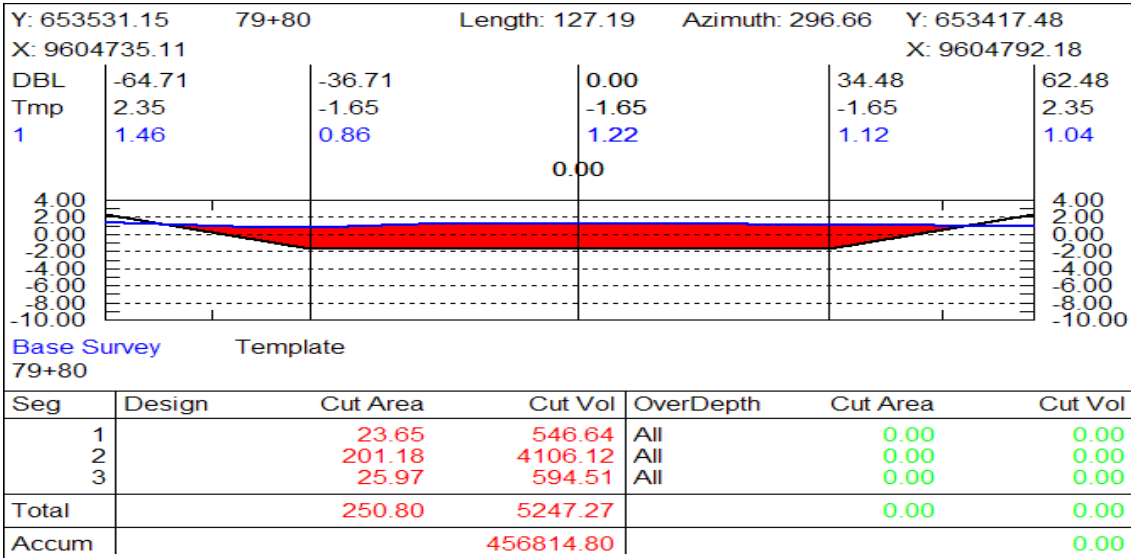 Y: 653531.15 79+80 Length: 127.19 Azimuth: 296.66 Y: 653417.48
X: 9604735.11 X: 9604792.18
DBL -64.71 -36.71 0.00 34.48 62.48
Tmp 2.35 -1.65 -1.65 -1.65 2.35
1 1.46 0.86 1.22 1.12 1.04
0.00
4.00 4.00
2.00 2.00
0.00 0.00
-2.00 -2.00
-4.00 -4.00
-6.00 -6.00
-8.00 -8.00
-10.00 -10.00
Base Survey Template
79+80
Seg Design Cut Area Cut Vol OverDepth Cut Area Cut Vol
1 23.65 546.64 All 0.00 0.00
2 201.18 4106.12 All 0.00 0.00
3 25.97 594.51 All 0.00 0.00
Total 250.80 5247.27 0.00 0.00
Accum 456814.80 0.00